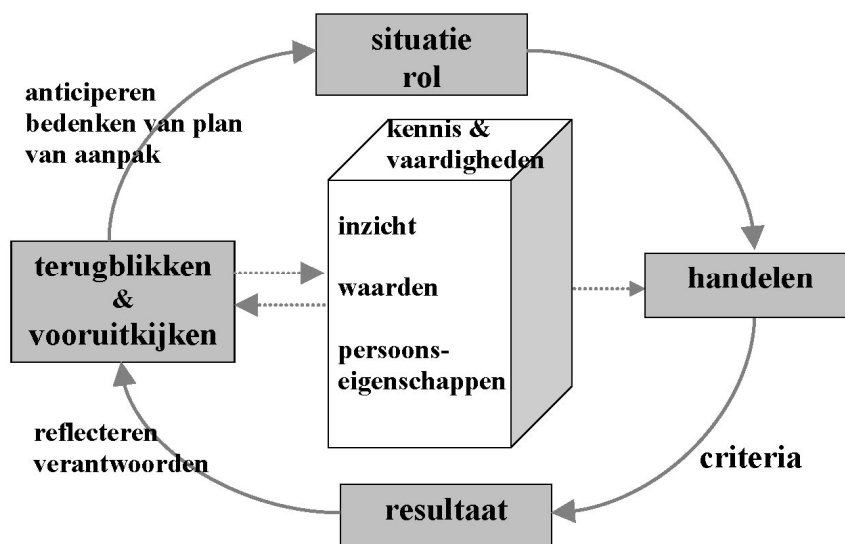 situatie
rol
anticiperen
bedenken van plan
van aanpak
kennis &
vaardigheden
inzicht
waarden
persoons-
eigenschappen
terugblikken
&
vooruitkijken
handelen
reflecteren
verantwoorden
criteria
resultaat